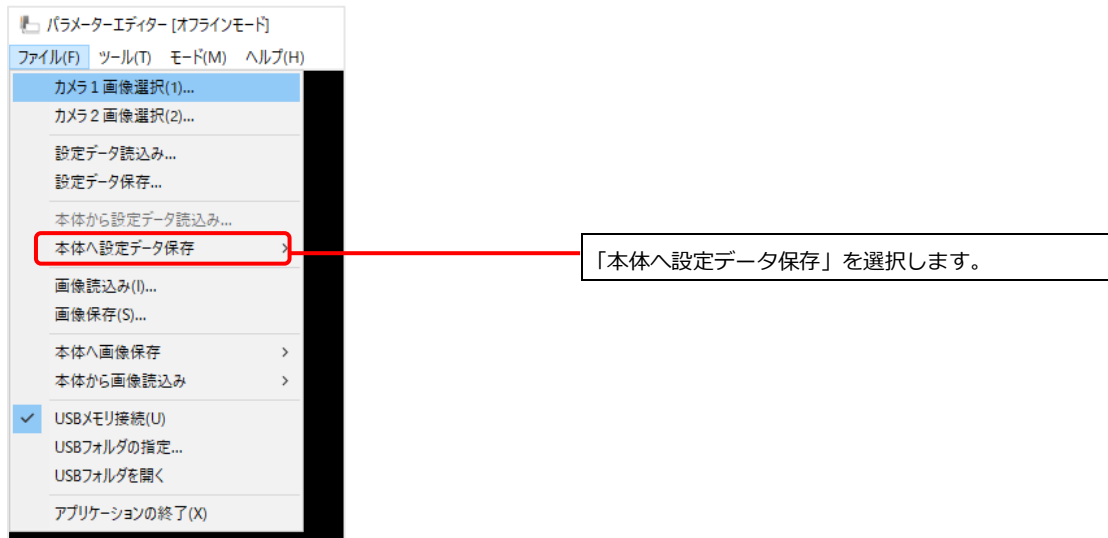 パラメーターエディター [オフラインモード]
ファイル(F) ツール(T) モード(M) ヘルプ(H)
カメラ1画像選択(1)...
カメラ2画像選択(2)...
設定データ読込み...
設定データ保存...
本体から設定データ読込み...
本体へ設定データ保存 >
「本体へ設定データ保存」を選択します。
画像読込み(I)...
画像保存(S)...
本体へ画像保存 >
本体から画像読込み >
USBメモリ接続(U)
USBフォルダの指定...
USBフォルダを開く
アプリケーションの終了(X)